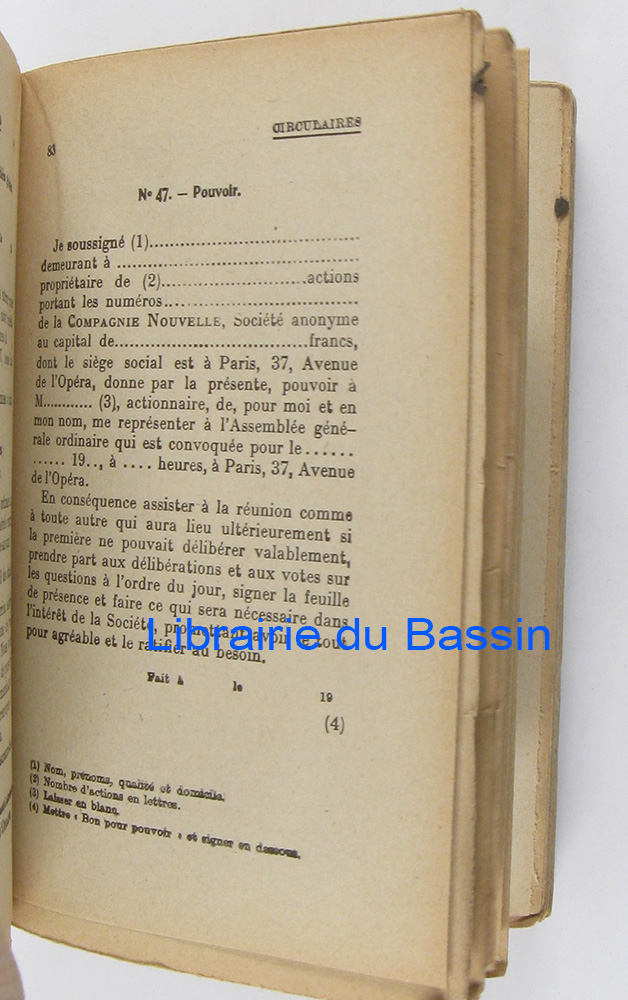 CIRCULAIRES
83
Nº 47. — Pouvoir.
Je soussigné (1)......................................
demeurant à ..........................................
propriétaire de (2)..........................actions
portant les numéros...................................
de la COMPAGNIE NOUVELLE, Société anonyme
au capital de...................................francs,
dont le siège social est à Paris, 37, Avenue
de l'Opéra, donne par la présente, pouvoir à
M............ (3), actionnaire, de, pour moi et en
mon nom, me représenter à l'Assemblée géné-
rale ordinaire qui est convoquée pour le ......
...... 19.., à .... heures, à Paris, 37, Avenue
de l'Opéra.
En conséquence assister à la réunion comme
à toute autre qui aura lieu ultérieurement si
la première ne pouvait délibérer valablement,
prendre part aux délibérations et aux votes sur
les questions à l'ordre du jour, signer la feuille
de présence et faire ce qui sera nécessaire dans
l'intérêt de la Société, promettant avoir le tout
pour agréable et le ratifier au besoin.
Librairie du Bassin
Fait à le 19
(4)
(1) Nom, prénoms, qualité et domicile.
(2) Nombre d'actions en lettres.
(3) Laisser en blanc.
(4) Mettre « Bon pour pouvoir » et signer en dessous.